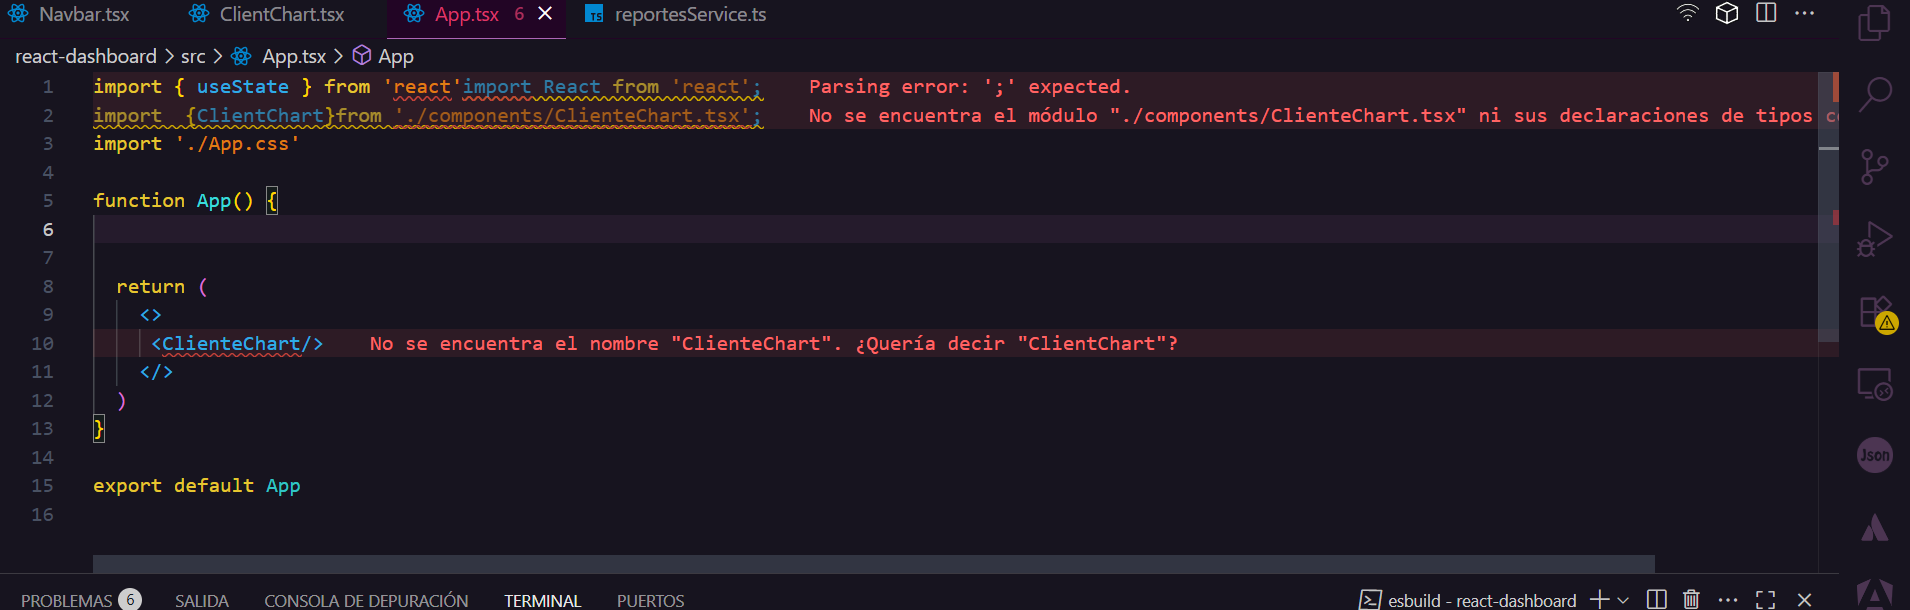 Navbar.tsx ClientChart.tsx App.tsx 6 TS reportesService.ts
react-dashboard > src > App.tsx > App
1 import { useState } from 'react'import React from 'react'; Parsing error: ';' expected.
2 import  {ClientChart}from './components/ClienteChart.tsx'; No se encuentra el módulo "./components/ClienteChart.tsx" ni sus declaraciones de tipos
3 import './App.css'
4
5 function App() {
6
7
8 return (
9 <>
10 <ClienteChart/> No se encuentra el nombre "ClienteChart". ¿Quería decir "ClientChart"?
11 </>
12 )
13 }
14
15 export default App
16
Json
PROBLEMAS 6 SALIDA CONSOLA DE DEPURACIÓN TERMINAL PUERTOS esbuild - react-dashboard